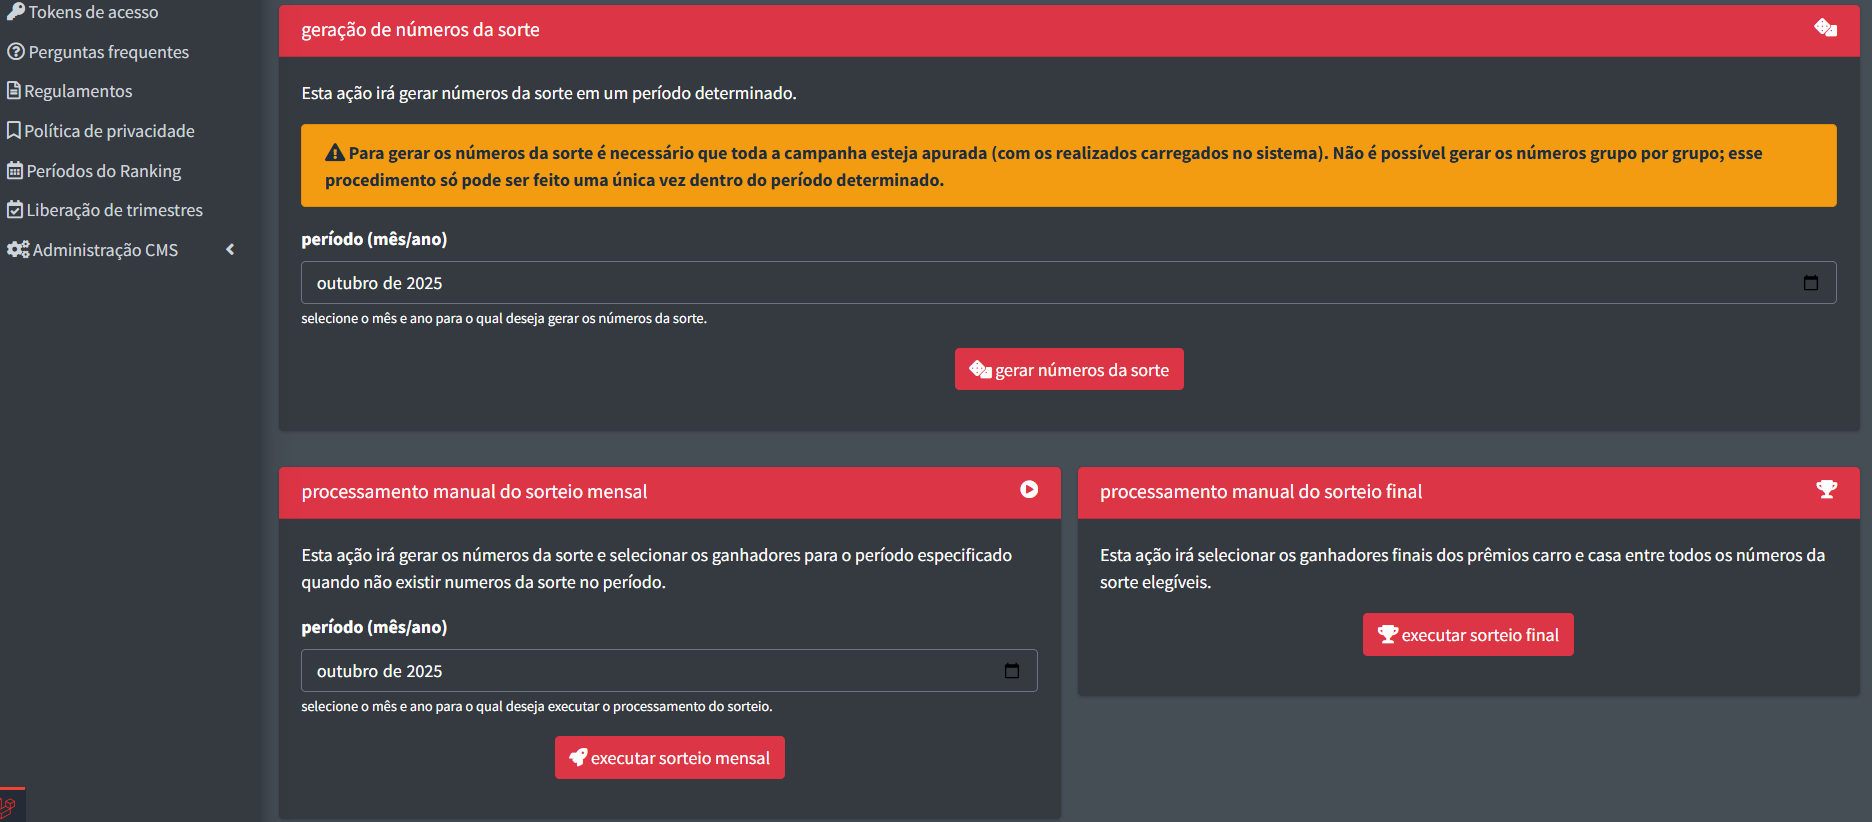 Tokens de acesso
Perguntas frequentes
Regulamentos
Política de privacidade
Períodos do Ranking
Liberação de trimestres
Administração CMS
geração de números da sorte
Esta ação irá gerar números da sorte em um período determinado.
Para gerar os números da sorte é necessário que toda a campanha esteja apurada (com os realizados carregados no sistema). Não é possível gerar os números grupo por grupo; esse
procedimento só pode ser feito uma única vez dentro do período determinado.
período (mês/ano)
outubro de 2025
selecione o mês e ano para o qual deseja gerar os números da sorte.
gerar números da sorte
processamento manual do sorteio mensal
Esta ação irá gerar os números da sorte e selecionar os ganhadores para o período especificado
quando não existir numeros da sorte no período.
período (mês/ano)
outubro de 2025
selecione o mês e ano para o qual deseja executar o processamento do sorteio.
executar sorteio mensal
processamento manual do sorteio final
Esta ação irá selecionar os ganhadores finais dos prêmios carro e casa entre todos os números da
sorte elegíveis.
executar sorteio final